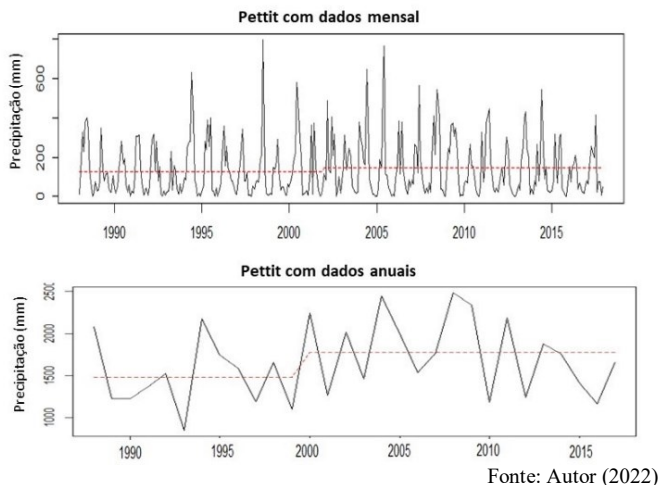 Pettit com dados mensal
Precipitação (mm)
600
200
0
1990 1995 2000 2005 2010 2015
Pettit com dados anuais
Precipitação (mm)
2500
2000
1500
1000
1990 1995 2000 2005 2010 2015
Fonte: Autor (2022)